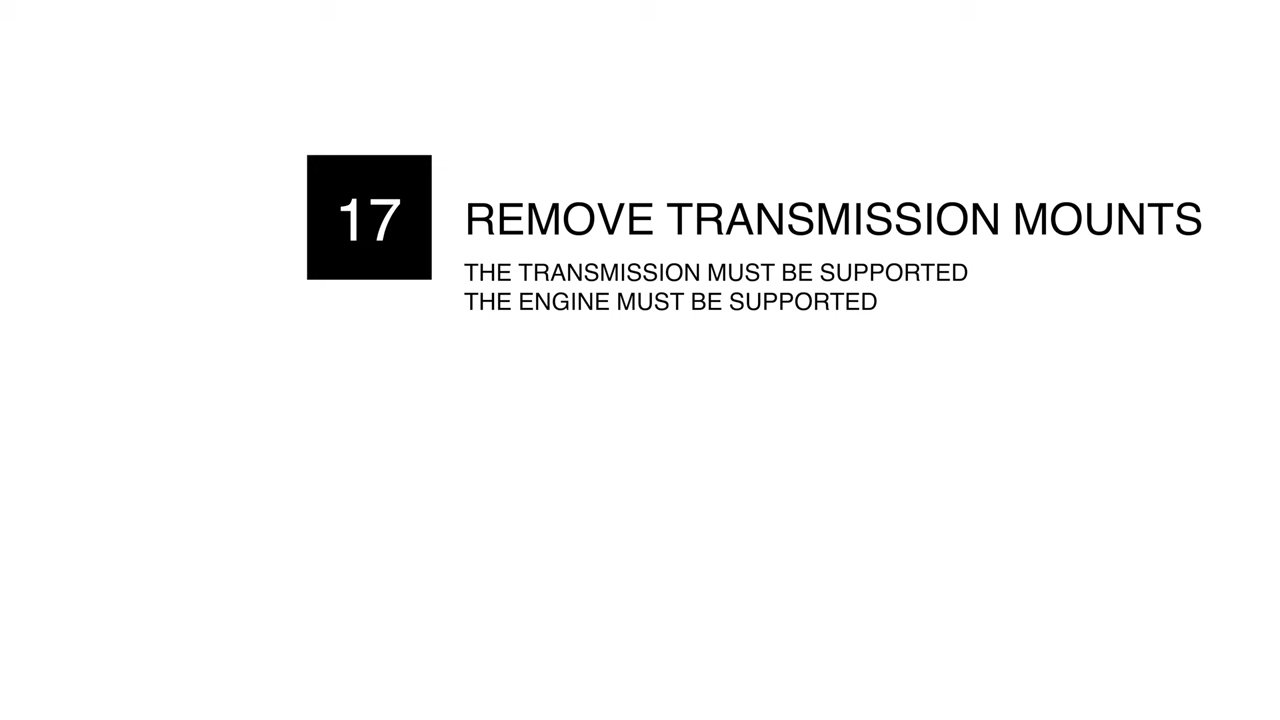 17
REMOVE TRANSMISSION MOUNTS
THE TRANSMISSION MUST BE SUPPORTED
THE ENGINE MUST BE SUPPORTED